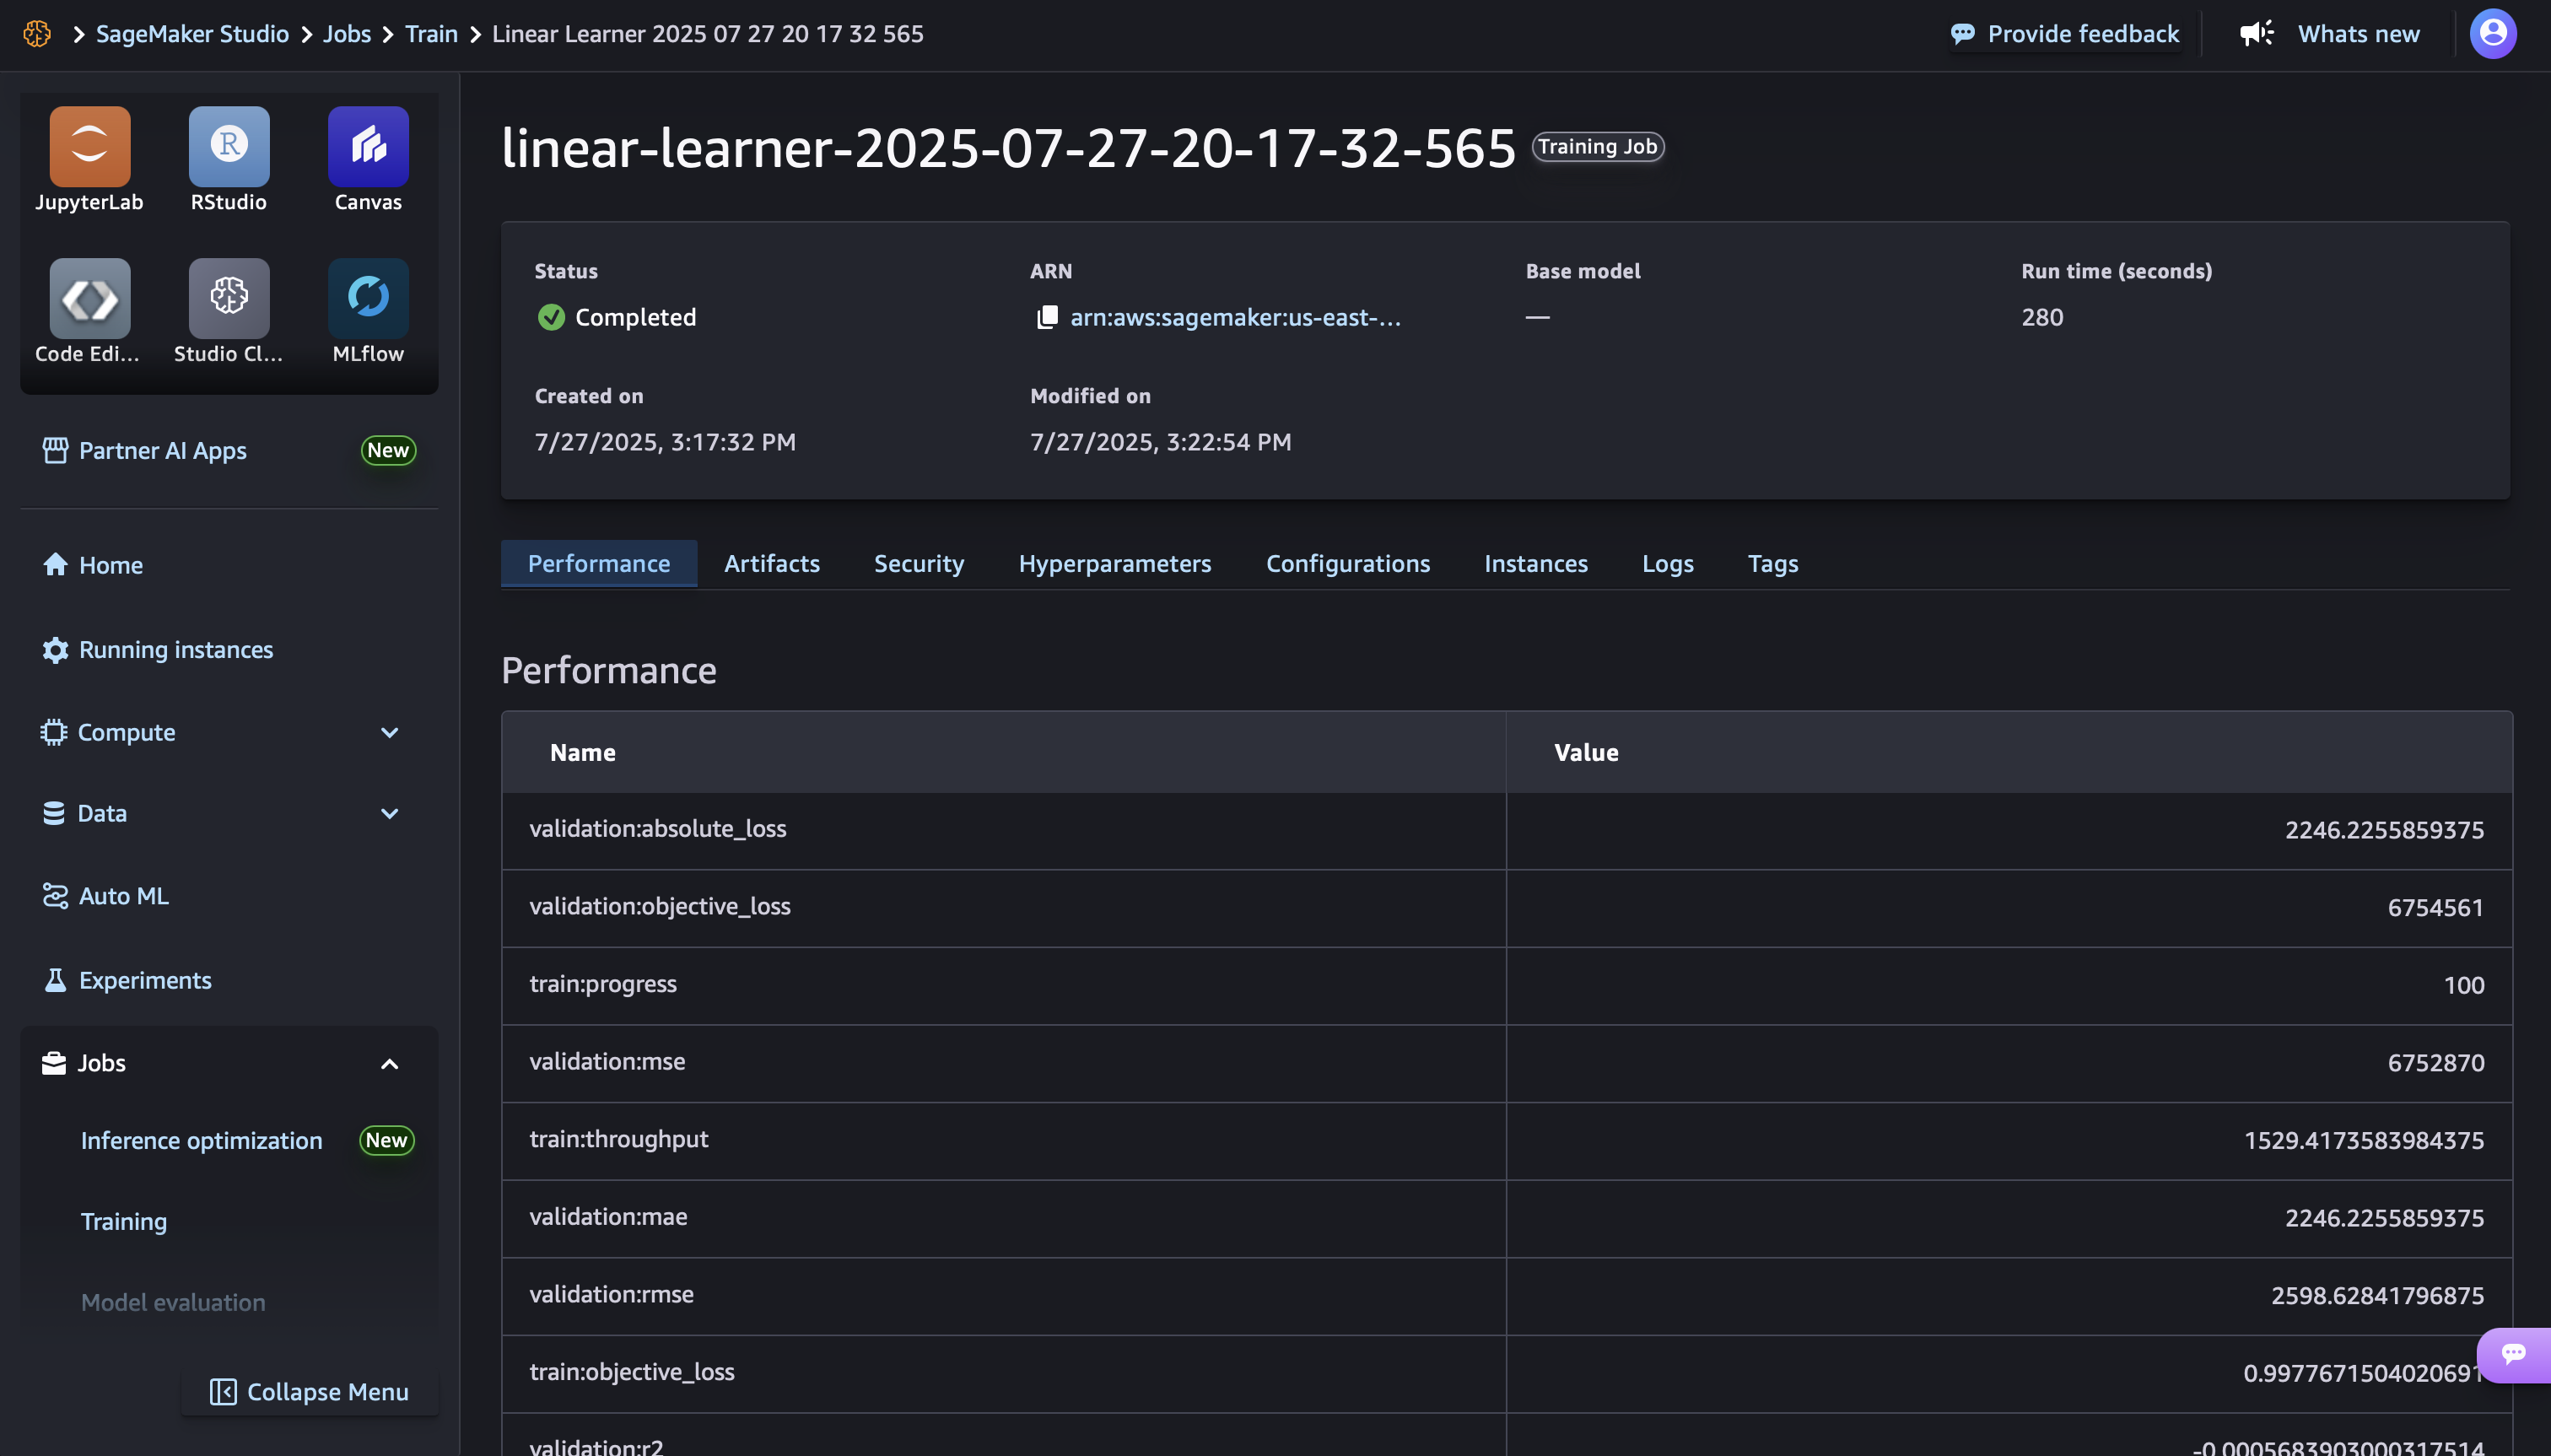 SageMaker Studio Jobs Train Linear Learner 2025 07 27 20 17 32 565
Provide feedback
Whats new
JupyterLab
RStudio
Canvas
Code Edi...
Studio Cl...
MLflow
Partner AI Apps
New
Home
Running instances
Compute
Data
Auto ML
Experiments
Jobs
Inference optimization
New
Training
Model evaluation
Collapse Menu
linear-learner-2025-07-27-20-17-32-565
Training Job
Status
Completed
ARN
arn:aws:sagemaker:us-east-...
Base model
—
Run time (seconds)
280
Created on
7/27/2025, 3:17:32 PM
Modified on
7/27/2025, 3:22:54 PM
Performance Artifacts Security Hyperparameters Configurations Instances Logs Tags
Performance
Name Value
validation:absolute_loss 2246.2255859375
validation:objective_loss 6754561
train:progress 100
validation:mse 6752870
train:throughput 1529.4173583984375
validation:mae 2246.2255859375
validation:rmse 2598.62841796875
train:objective_loss 0.9977671504020691
validation:r2 -0.0005683903000317514